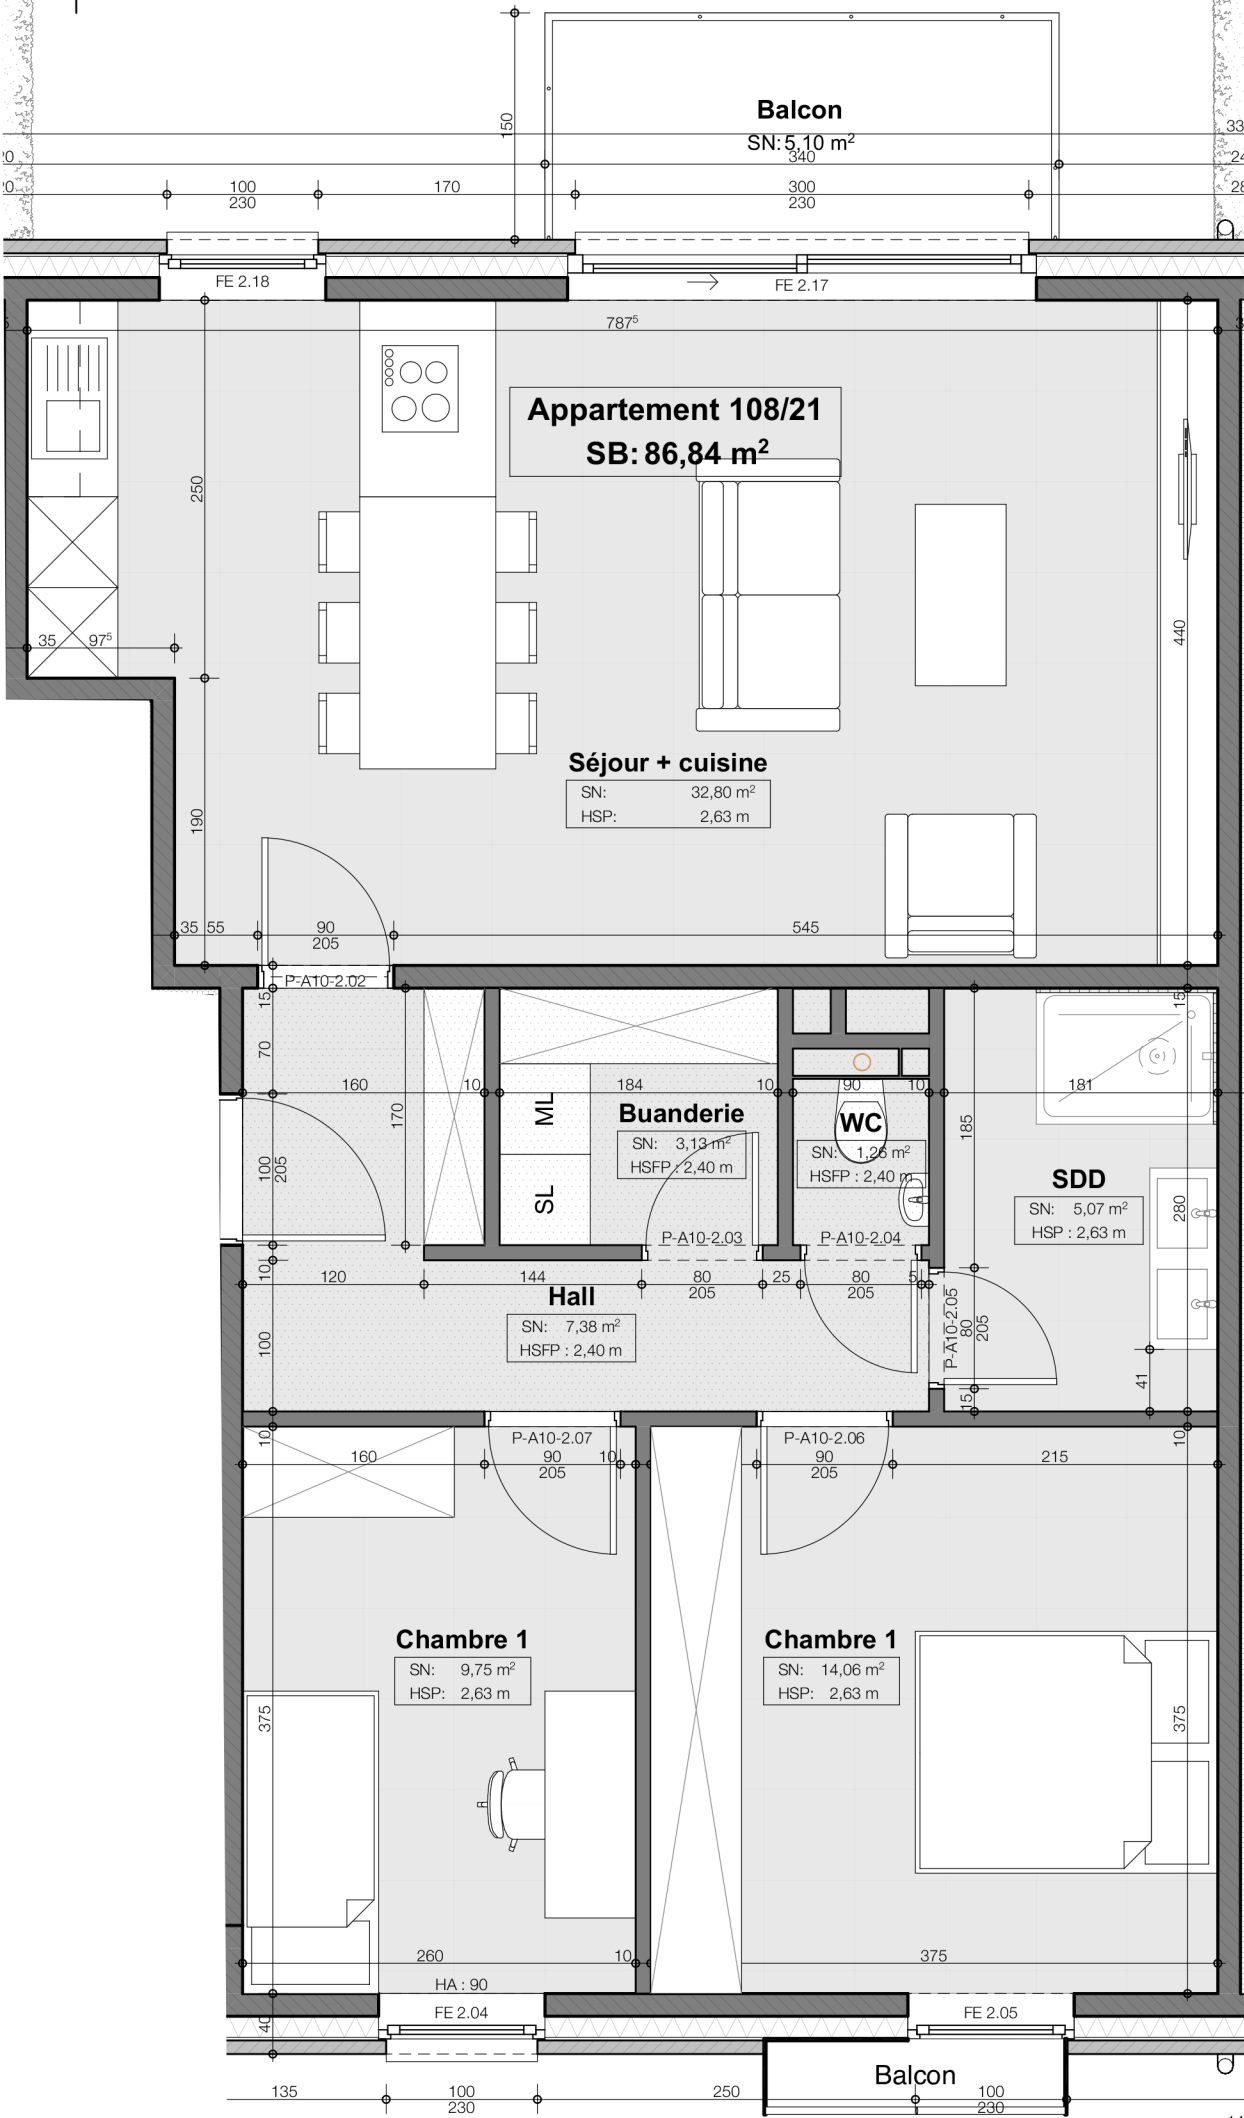 Balcon
SN: 5,10 m²
150
340
33
20
24
20
100
230
170
300
230
28
FE 2.18
FE 2.17
787⁵
Appartement 108/21
SB: 86,84 m²
250
440
35
97⁵
Séjour + cuisine
SN: 32,80 m²
HSP: 2,63 m
190
35
55
90
205
545
P-A10-2.02
15
15
70
160
10
184
10
90
10
181
170
ML
Buanderie
SN: 3,13 m²
HSFP : 2,40 m
WC
SN: 1,26 m²
HSFP : 2,40 m
185
100
205
SL
SDD
SN: 5,07 m²
HSP : 2,63 m
280
P-A10-2.03
P-A10-2.04
10
120
144
80
205
25
80
205
5
Hall
SN: 7,38 m²
HSFP : 2,40 m
100
P-A10-2.05
80
205
41
15
10
P-A10-2.07
P-A10-2.06
10
160
90
205
10
90
205
215
Chambre 1
SN: 9,75 m²
HSP: 2,63 m
Chambre 1
SN: 14,06 m²
HSP: 2,63 m
375
375
260
10
375
HA : 90
FE 2.04
FE 2.05
40
Balcon
135
100
230
250
100
230